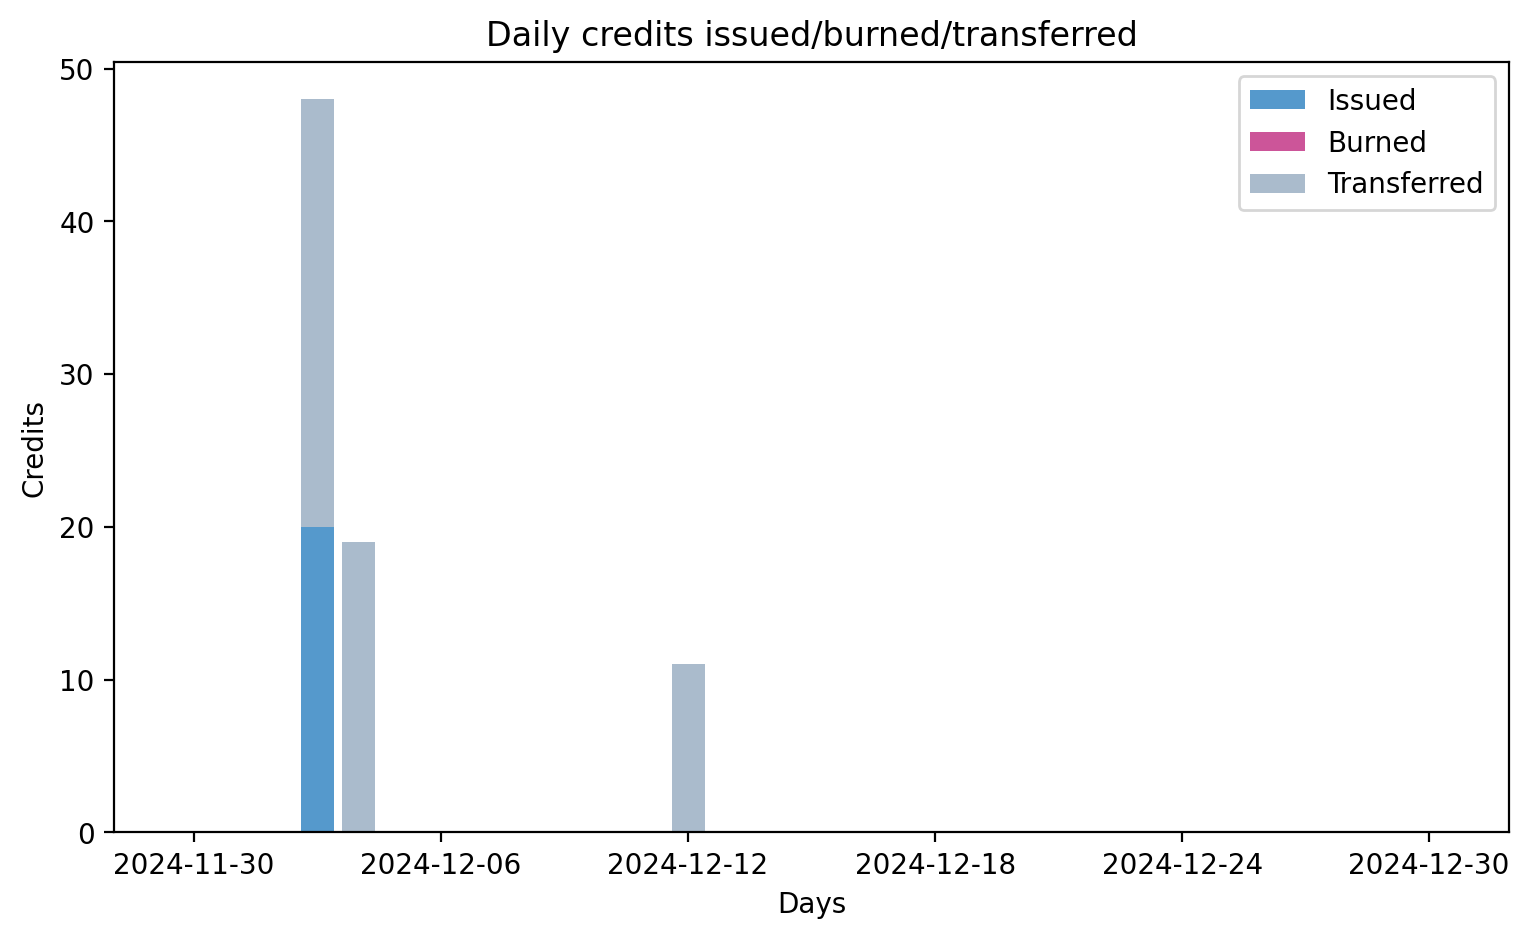 Daily credits issued/burned/transferred
50
40
30
20
10
0
Credits
Issued
Burned
Transferred
2024-11-30 2024-12-06 2024-12-12 2024-12-18 2024-12-24 2024-12-30
Days